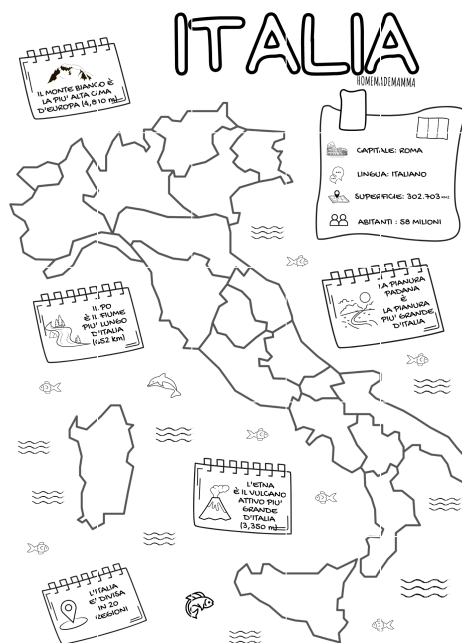 ITALIA
HOMEMADEMAMMA
IL MONTE BIANCO È
LA PIU' ALTA CIMA
D'EUROPA (4,810 m)
CAPITALE: ROMA
LINGUA: ITALIANO
SUPERFICIE: 302.703
ABITANTI : 58 MILIONI
LA PIANURA
PADANA
È
LA PIANURA
PIU' GRANDE
D'ITALIA
IL PO
È IL FIUME
PIU' LUNGO
D'ITALIA
(652 km)
L'ETNA
È IL VULCANO
ATTIVO PIU'
GRANDE
D'ITALIA
(3,350 m)
L'ITALIA
E' DIVISA
IN 20
REGIONI